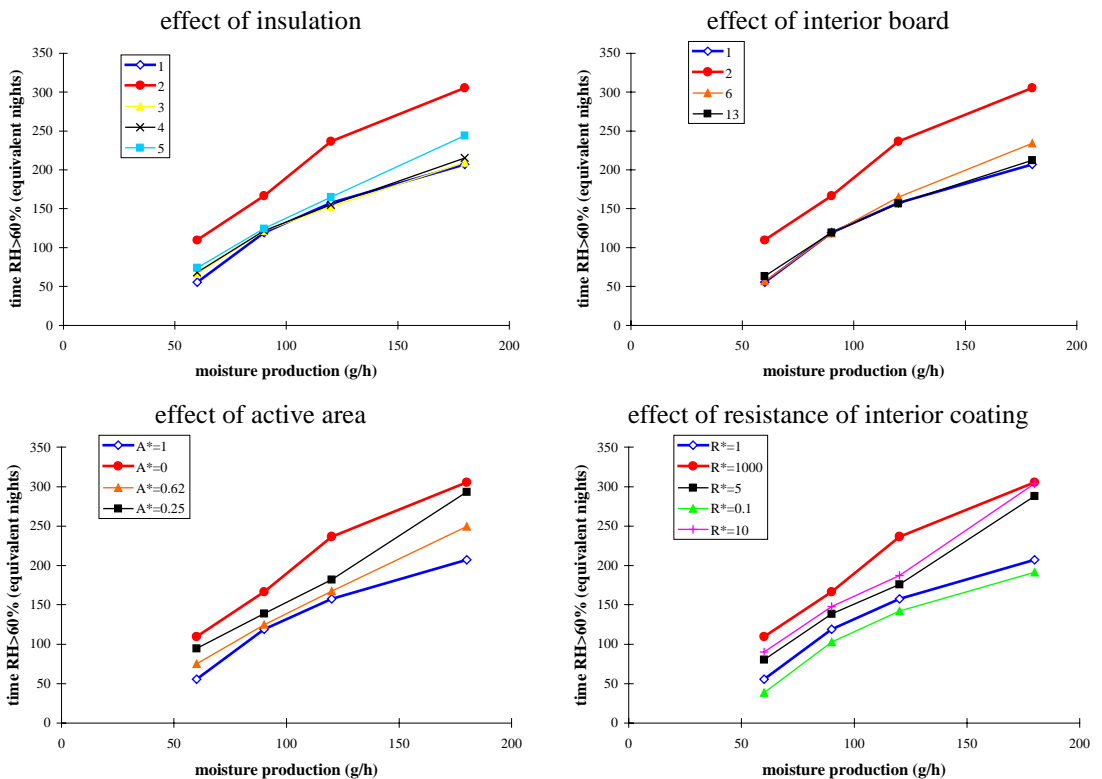 effect of insulation
350
300
250
200
150
100
50
0
time RH>60% (equivalent nights)
1
2
3
4
5
0
50
100
150
200
moisture production (g/h)
effect of interior board
350
300
250
200
150
100
50
0
time RH>60% (equivalent nights)
1
2
6
13
0
50
100
150
200
moisture production (g/h)
effect of active area
350
300
250
200
150
100
50
0
time RH>60% (equivalent nights)
A*=1
A*=0
A*=0.62
A*=0.25
0
50
100
150
200
moisture production (g/h)
effect of resistance of interior coating
350
300
250
200
150
100
50
0
time RH>60% (equivalent nights)
R*=1
R*=1000
R*=5
R*=0.1
R*=10
0
50
100
150
200
moisture production (g/h)